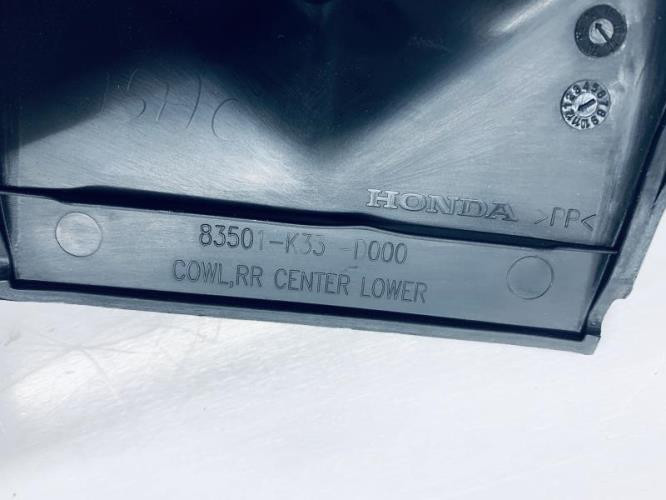 HONDA >PP<
83501-K33 -D000
COWL,RR CENTER LOWER